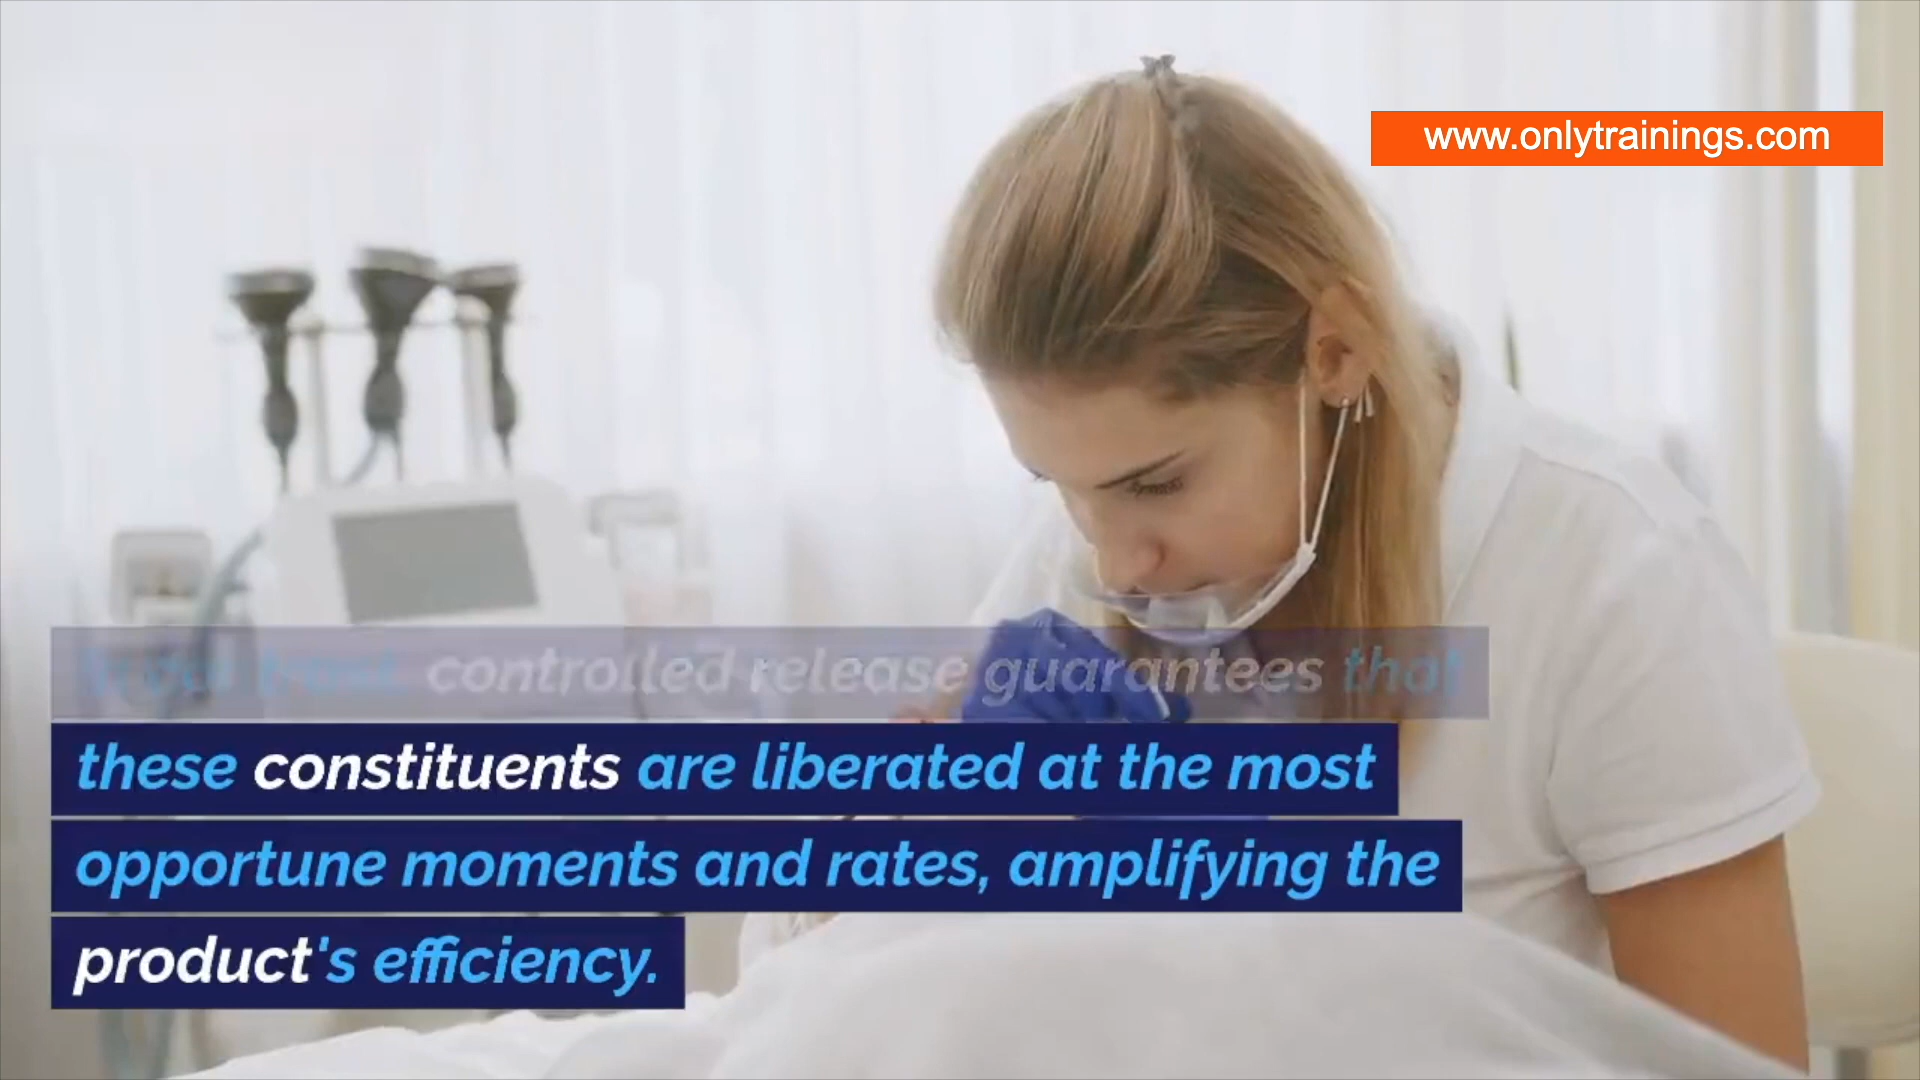 www.onlytrainings.com
controlled release guarantees that
these constituents are liberated at the most
opportune moments and rates, amplifying the
product's efficiency.